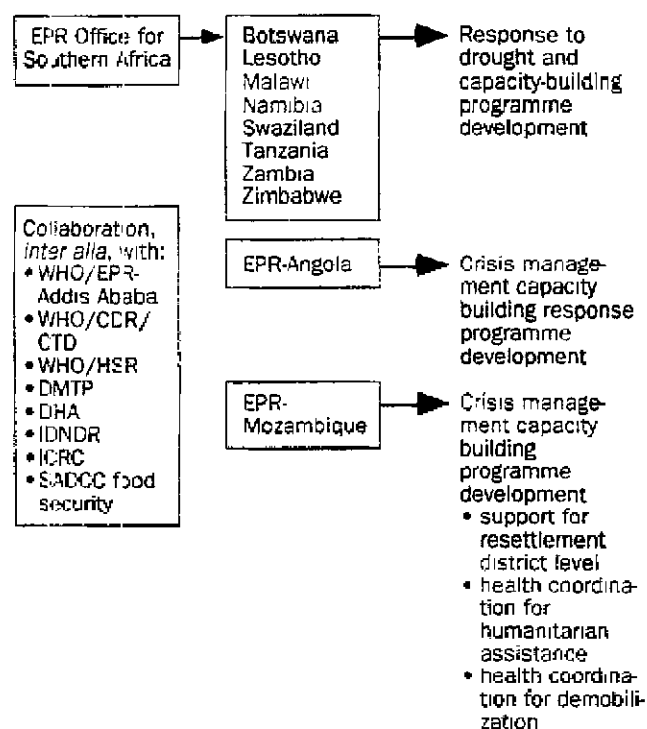 EPR Office for
Southern Africa
Botswana
Lesotho
Malawi
Namibia
Swaziland
Tanzania
Zambia
Zimbabwe
Response to
drought and
capacity-building
programme
development
Collaboration,
inter alia, with:
• WHO/EPR-
Addis Ababa
• WHO/CDR/
CTD
• WHO/HSR
• DMTP
• DHA
• IDNDR
• ICRC
• SADCC food
security
EPR-Angola
Crisis manage-
ment capacity
building response
programme
development
EPR-
Mozambique
Crisis manage-
ment capacity
building
programme
development
• support for
resettlement
district level
• health coordina-
tion for
humanitarian
assistance
• health coordina-
tion for demobili-
zation